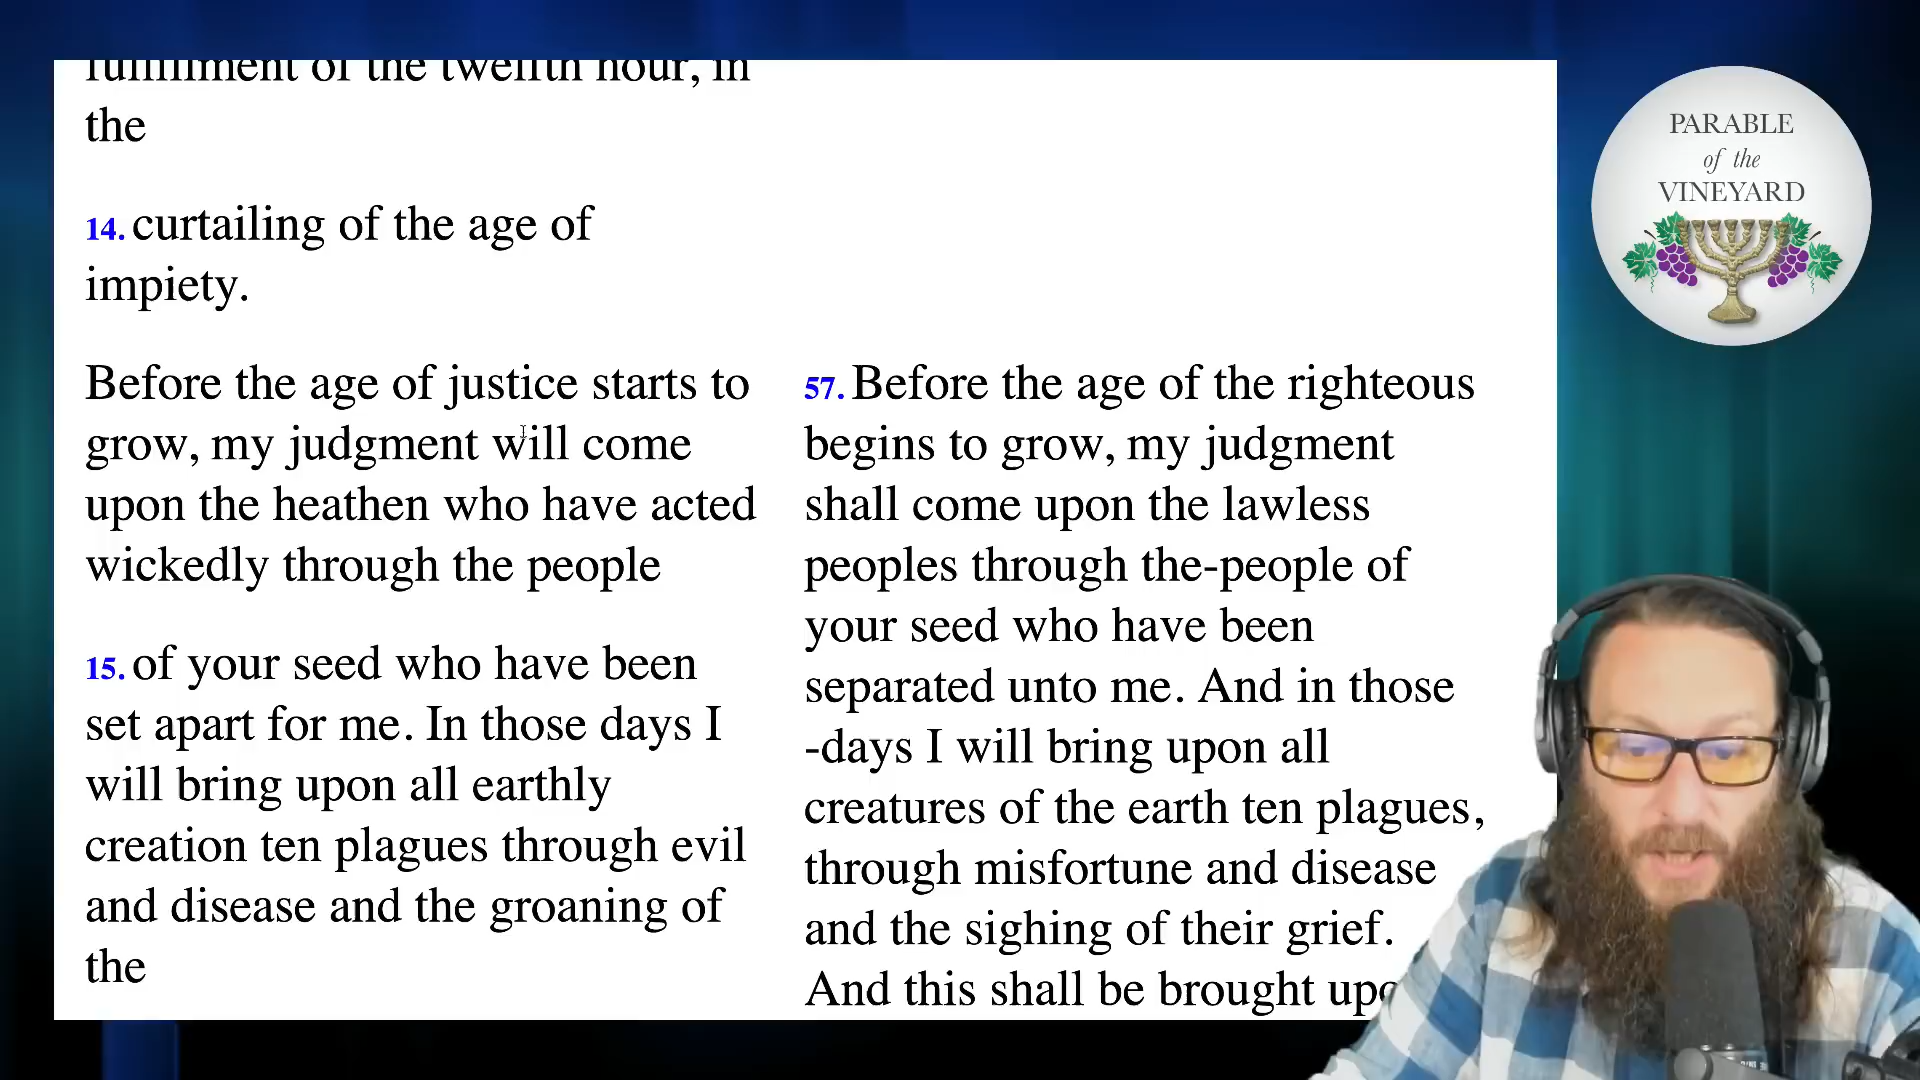 fulfillment of the twelfth hour, in
the
14. curtailing of the age of
impiety.
Before the age of justice starts to
grow, my judgment will come
upon the heathen who have acted
wickedly through the people
15. of your seed who have been
set apart for me. In those days I
will bring upon all earthly
creation ten plagues through evil
and disease and the groaning of
the
57. Before the age of the righteous
begins to grow, my judgment
shall come upon the lawless
peoples through the-people of
your seed who have been
separated unto me. And in those
-days I will bring upon all
creatures of the earth ten plagues,
through misfortune and disease
and the sighing of their grief.
And this shall be brought
PARABLE
of the
VINEYARD